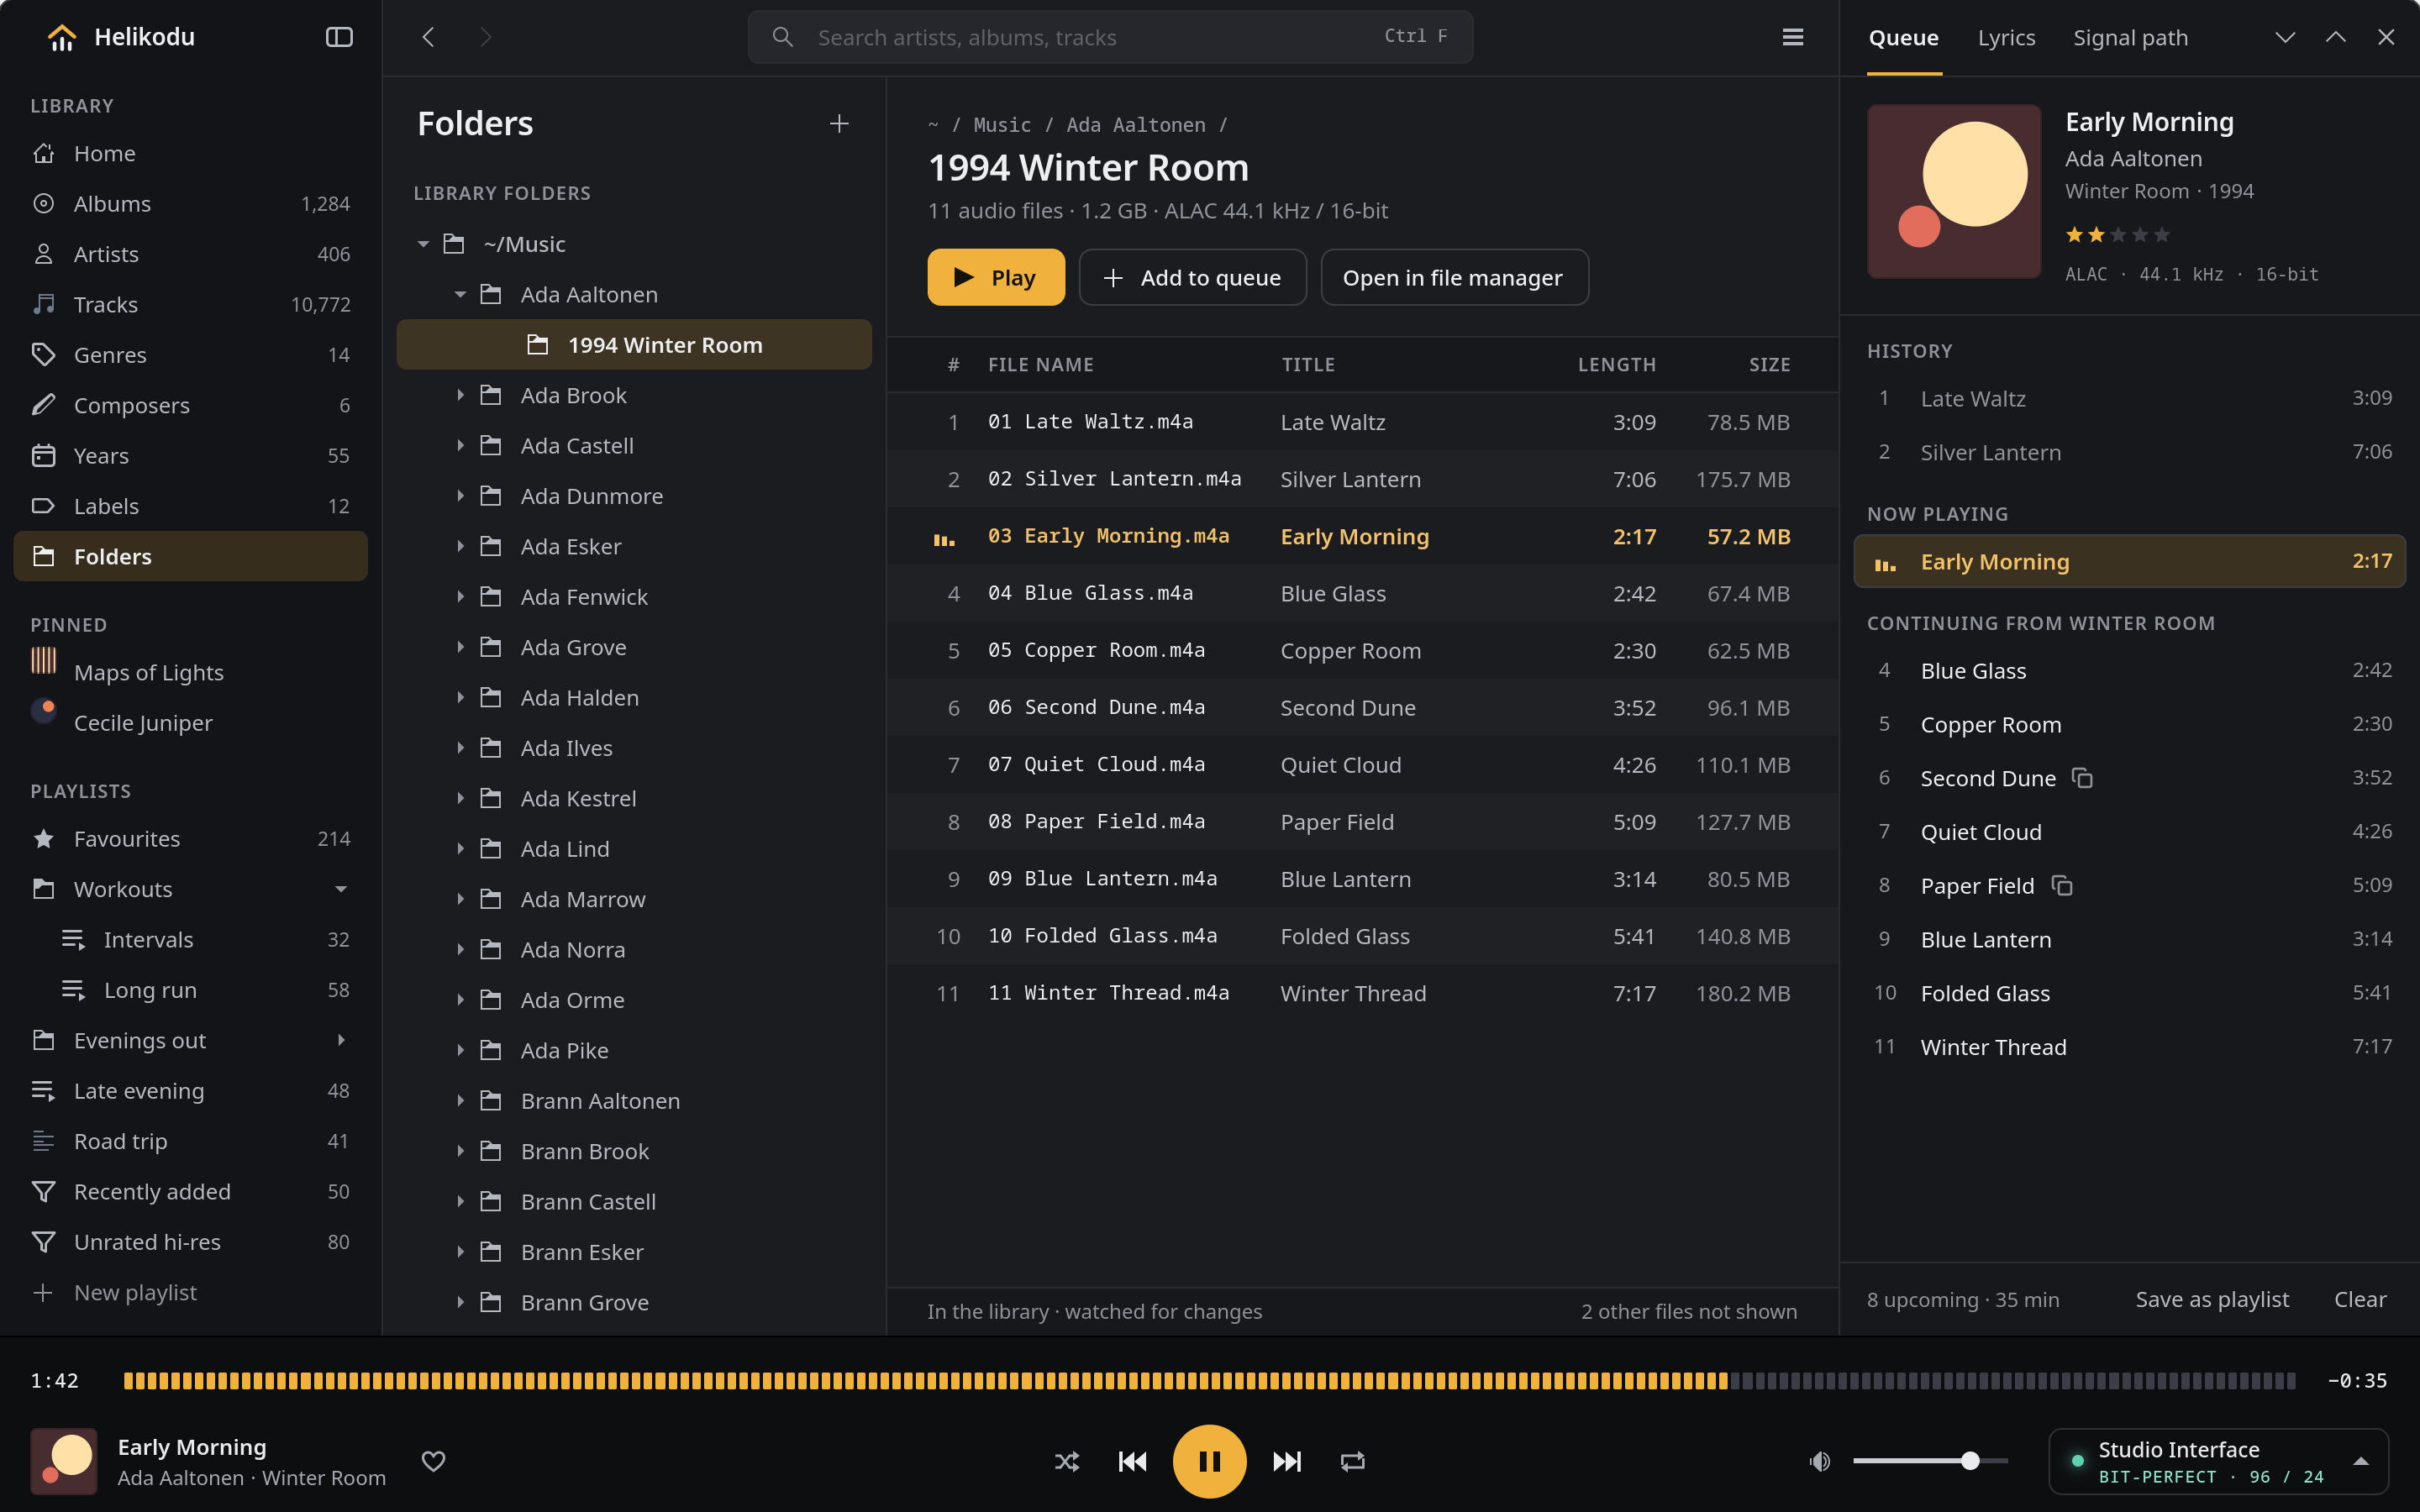 Helikodu
LIBRARY
Home
Albums 1,284
Artists 406
Tracks 10,772
Genres 14
Composers 6
Years 55
Labels 12
Folders
PINNED
Maps of Lights
Cecile Juniper
PLAYLISTS
Favourites 214
Workouts
Intervals 32
Long run 58
Evenings out
Late evening 48
Road trip 41
Recently added 50
Unrated hi-res 80
New playlist
Search artists, albums, tracks Ctrl F
Folders
LIBRARY FOLDERS
~/Music
Ada Aaltonen
1994 Winter Room
Ada Brook
Ada Castell
Ada Dunmore
Ada Esker
Ada Fenwick
Ada Grove
Ada Halden
Ada Ilves
Ada Kestrel
Ada Lind
Ada Marrow
Ada Norra
Ada Orme
Ada Pike
Brann Aaltonen
Brann Brook
Brann Castell
Brann Esker
Brann Grove
~ / Music / Ada Aaltonen /
1994 Winter Room
11 audio files · 1.2 GB · ALAC 44.1 kHz / 16-bit
Play
Add to queue
Open in file manager
# FILE NAME TITLE LENGTH SIZE
1 01 Late Waltz.m4a Late Waltz 3:09 78.5 MB
2 02 Silver Lantern.m4a Silver Lantern 7:06 175.7 MB
03 Early Morning.m4a Early Morning 2:17 57.2 MB
4 04 Blue Glass.m4a Blue Glass 2:42 67.4 MB
5 05 Copper Room.m4a Copper Room 2:30 62.5 MB
6 06 Second Dune.m4a Second Dune 3:52 96.1 MB
7 07 Quiet Cloud.m4a Quiet Cloud 4:26 110.1 MB
8 08 Paper Field.m4a Paper Field 5:09 127.7 MB
9 09 Blue Lantern.m4a Blue Lantern 3:14 80.5 MB
10 10 Folded Glass.m4a Folded Glass 5:41 140.8 MB
11 11 Winter Thread.m4a Winter Thread 7:17 180.2 MB
In the library · watched for changes 2 other files not shown
Queue Lyrics Signal path
Early Morning
Ada Aaltonen
Winter Room · 1994
ALAC · 44.1 kHz · 16-bit
HISTORY
1 Late Waltz 3:09
2 Silver Lantern 7:06
NOW PLAYING
Early Morning 2:17
CONTINUING FROM WINTER ROOM
4 Blue Glass 2:42
5 Copper Room 2:30
6 Second Dune 3:52
7 Quiet Cloud 4:26
8 Paper Field 5:09
9 Blue Lantern 3:14
10 Folded Glass 5:41
11 Winter Thread 7:17
8 upcoming · 35 min Save as playlist Clear
1:42 −0:35
Early Morning
Ada Aaltonen · Winter Room
Studio Interface
BIT-PERFECT · 96 / 24